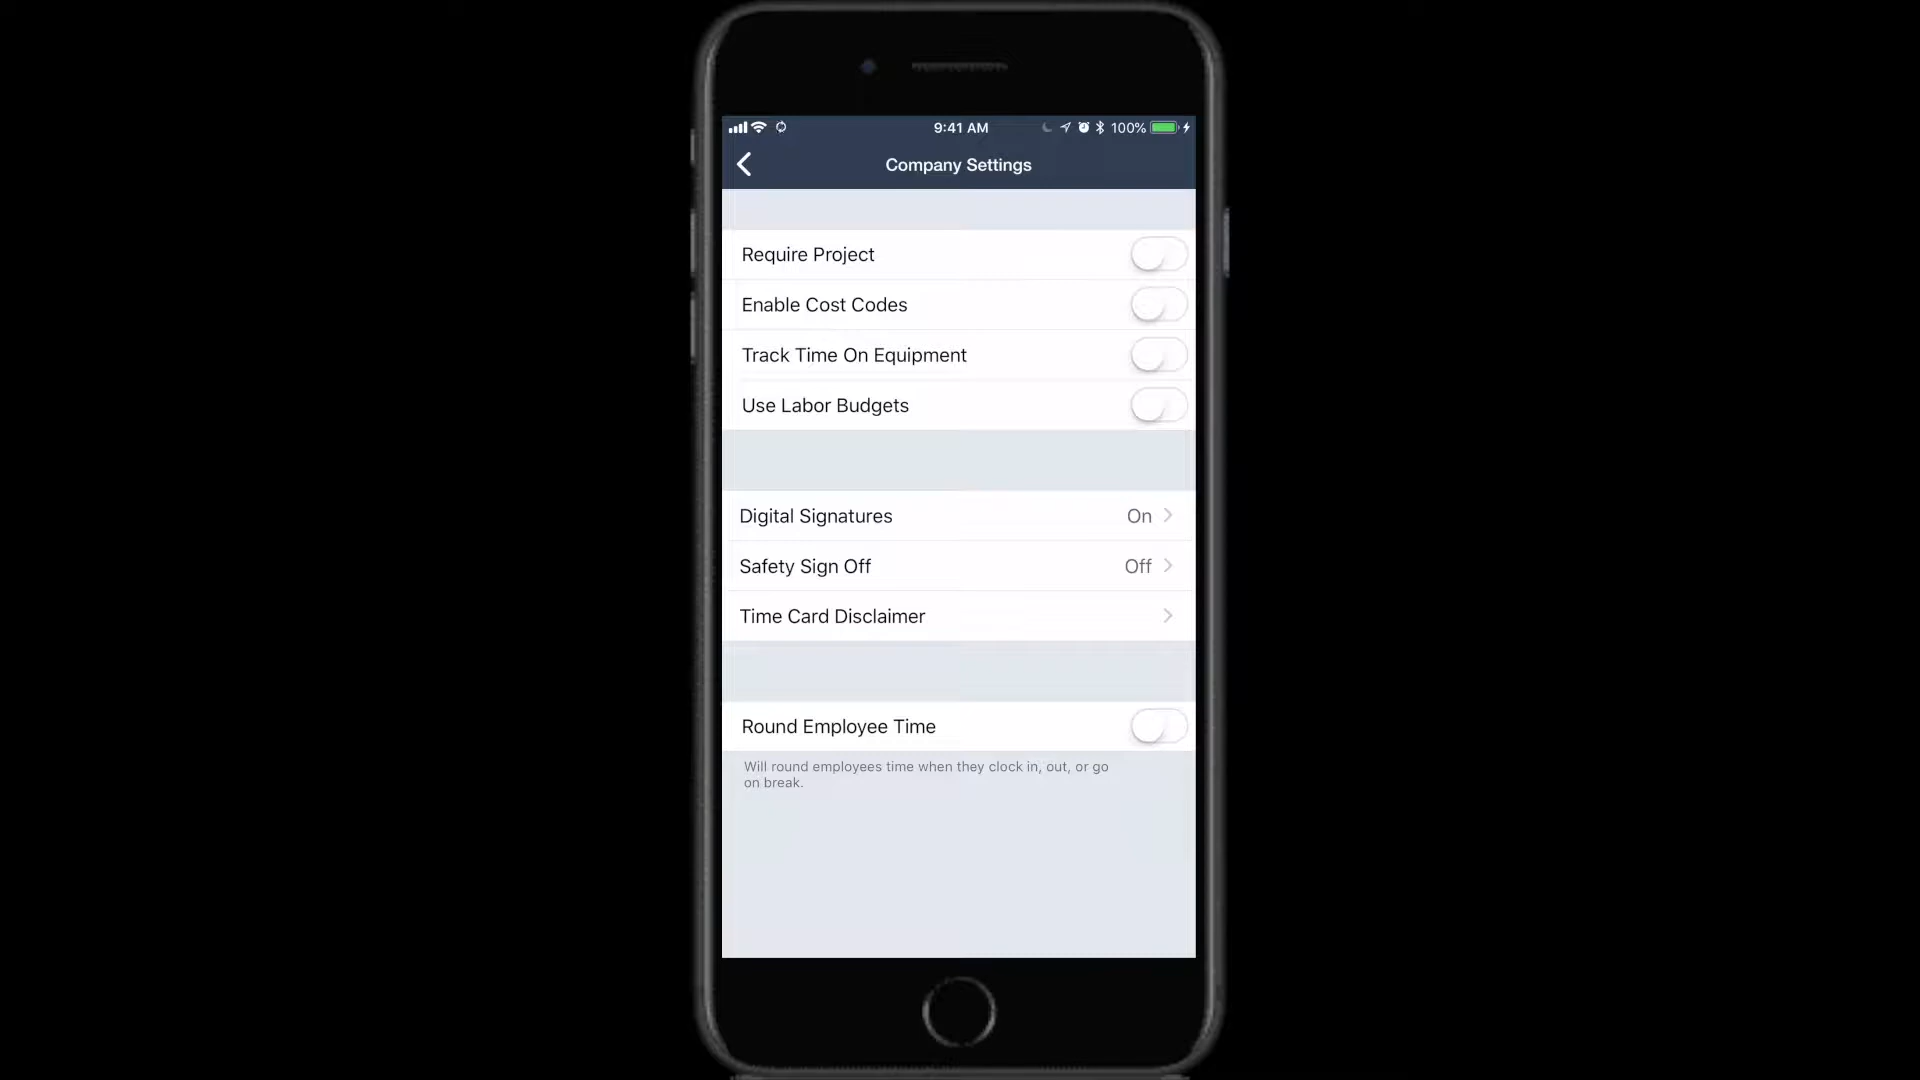 9:41 AM
100%
Company Settings
Require Project
Enable Cost Codes
Track Time On Equipment
Use Labor Budgets
Digital Signatures On
Safety Sign Off Off
Time Card Disclaimer
Round Employee Time
Will round employees time when they clock in, out, or go
on break.